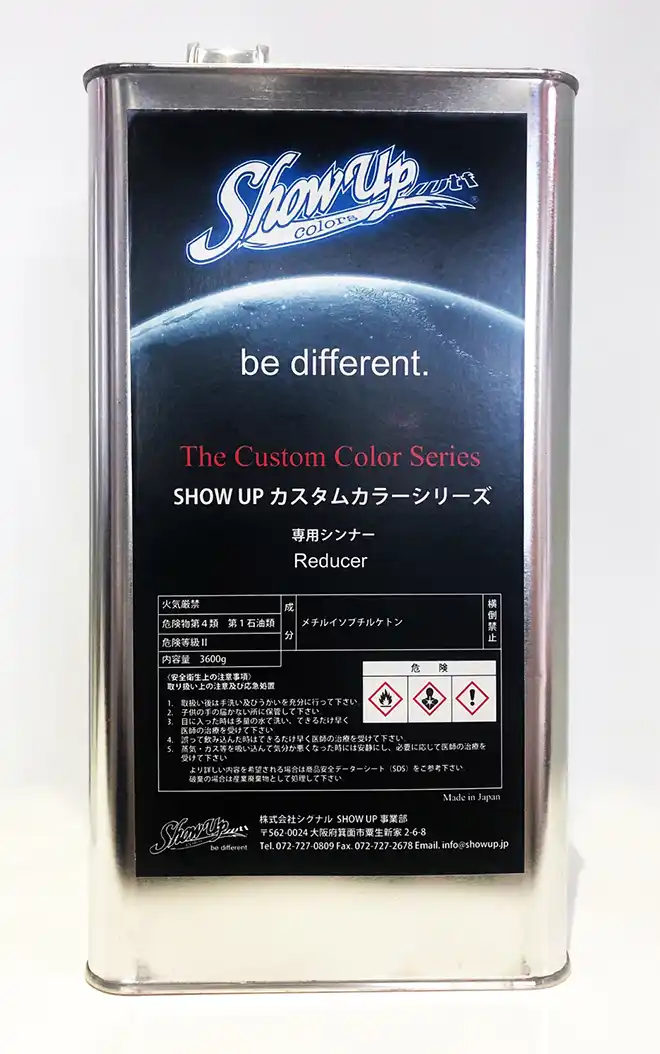 Show Up
colors
®
be different.
The Custom Color Series
SHOW UP カスタムカラーシリーズ
専用シンナー
Reducer
火気厳禁
危険物第4類 第1石油類
危険等級Ⅱ
内容量 3600g
成分
メチルイソブチルケトン
横倒禁止
危 険
〈安全衛生上の注意事項〉
取り扱い上の注意及び応急処置
1. 取扱い後は手洗い及びうがいを充分に行って下さい
2. 子供の手の届かない所に保管して下さい
3. 目に入った時は多量の水で洗い、できるだけ早く
医師の治療を受けて下さい
4. 誤って飲み込んだ時はできるだけ早く医師の治療を受けて下さい
5. 蒸気・ガス等を吸い込んで気分が悪くなった時には安静にし、必要に応じて医師の治療を
受けて下さい
より詳しい内容を希望される場合は商品安全データーシート（SDS）をご参考下さい
破棄の場合は産業廃棄物として処理して下さい
Made in Japan
Show Up
be different
株式会社シグナル SHOW UP 事業部
〒562-0024 大阪府箕面市粟生新家 2-6-8
Tel. 072-727-0809 Fax. 072-727-2678 Email. info@showup.jp